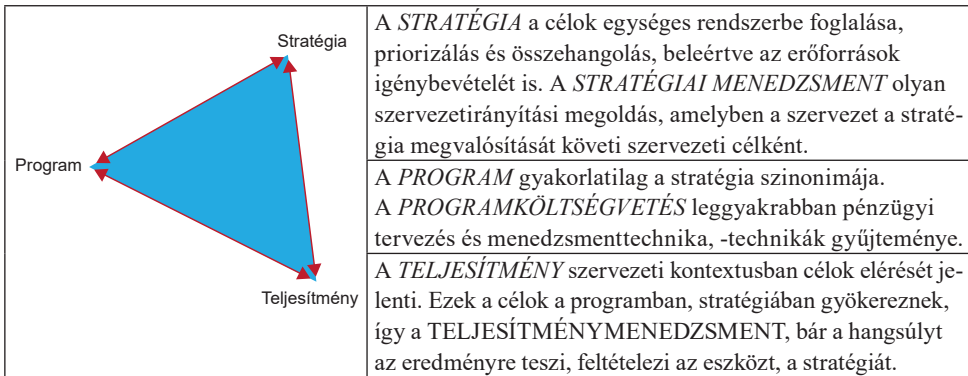 Stratégia
Program
Teljesítmény
A STRATÉGIA a célok egységes rendszerbe foglalása,
priorizálás és összehangolás, beleértve az erőforrások
igénybevételét is. A STRATÉGIAI MENEDZSMENT olyan
szervezetirányítási megoldás, amelyben a szervezet a straté-
gia megvalósítását követi szervezeti célként.
A PROGRAM gyakorlatilag a stratégia szinonimája.
A PROGRAMKÖLTSÉGVETÉS leggyakrabban pénzügyi
tervezés és menedzsmenttechnika, -technikák gyűjteménye.
A TELJESÍTMÉNY szervezeti kontextusban célok elérését je-
lenti. Ezek a célok a programban, stratégiában gyökereznek,
így a TELJESÍTMÉNYMENEDZSMENT, bár a hangsúlyt
az eredményre teszi, feltételezi az eszközt, a stratégiát.